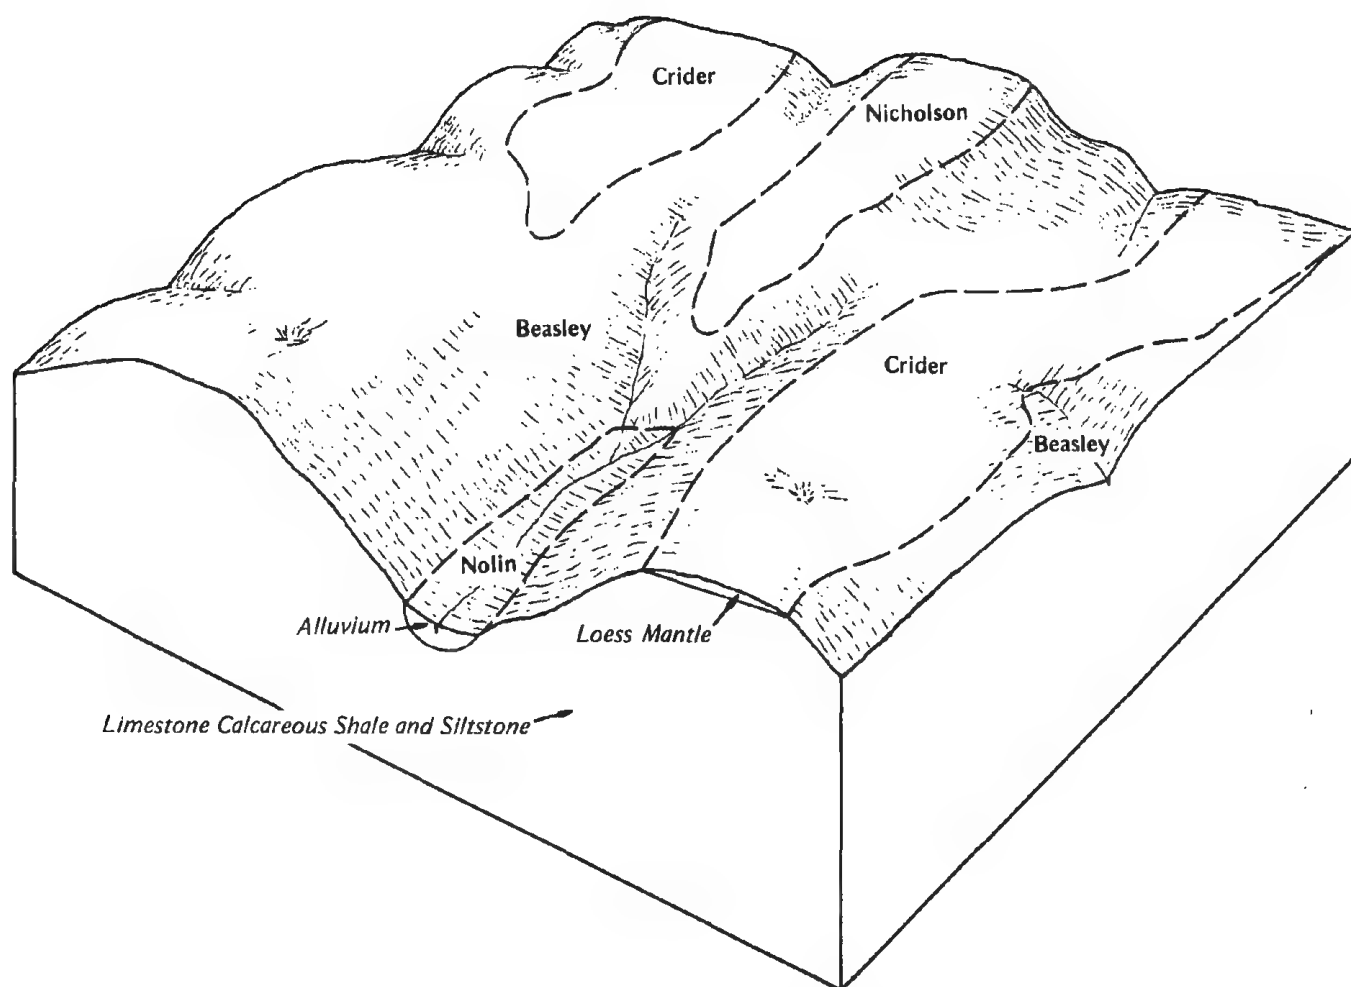 Crider
Nicholson
Beasley
Crider
Beasley
Nolin
Alluvium
Loess Mantle
Limestone Calcareous Shale and Siltstone